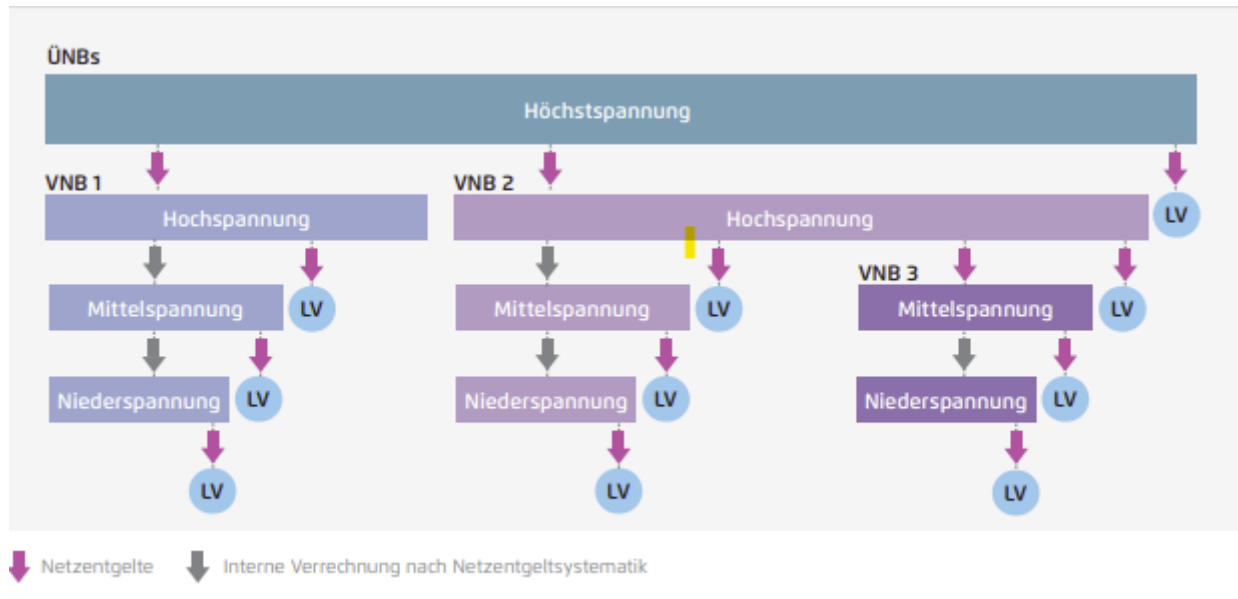 ÜNBs
Höchstspannung
VNB 1
VNB 2
Hochspannung
Hochspannung
LV
VNB 3
Mittelspannung
LV
Mittelspannung
LV
Mittelspannung
LV
Niederspannung
LV
Niederspannung
LV
Niederspannung
LV
LV
LV
LV
Netzentgelte
Interne Verrechnung nach Netzentgeltsystematik